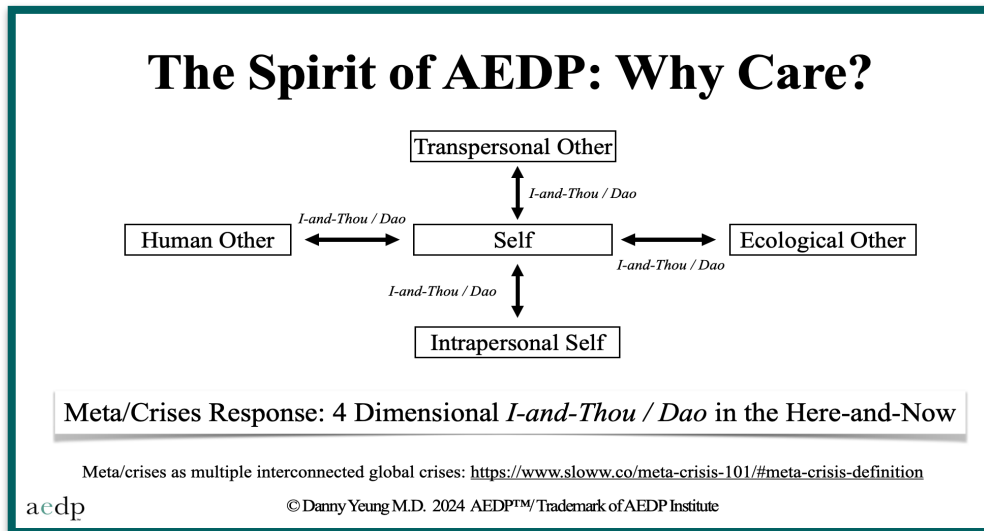 The Spirit of AEDP: Why Care?
Transpersonal Other
I-and-Thou / Dao
I-and-Thou / Dao
Human Other
Self
Ecological Other
I-and-Thou / Dao
I-and-Thou / Dao
Intrapersonal Self
Meta/Crises Response: 4 Dimensional I-and-Thou / Dao in the Here-and-Now
Meta/crises as multiple interconnected global crises: https://www.sloww.co/meta-crisis-101/#meta-crisis-definition
aedp
© Danny Yeung M.D. 2024 AEDP™/ Trademark of AEDP Institute